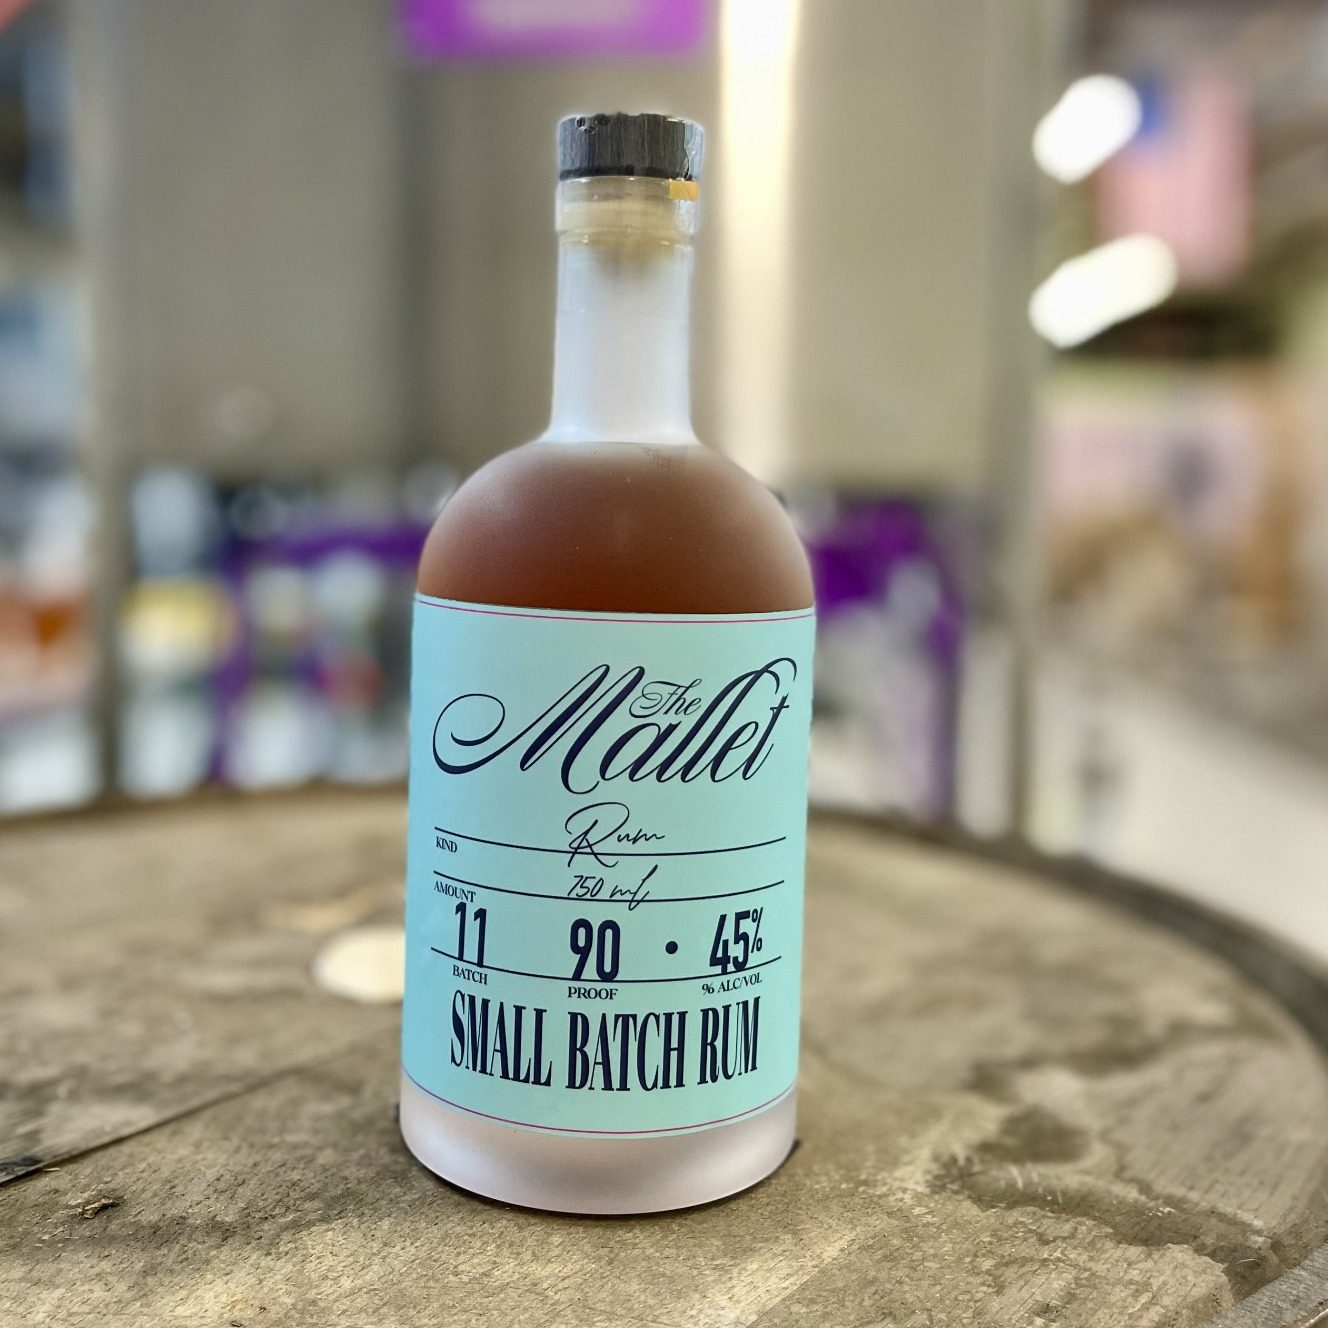 The
Mallet
Rum
KIND
750 ml
AMOUNT
11 90 • 45%
BATCH PROOF % ALC/VOL
SMALL BATCH RUM